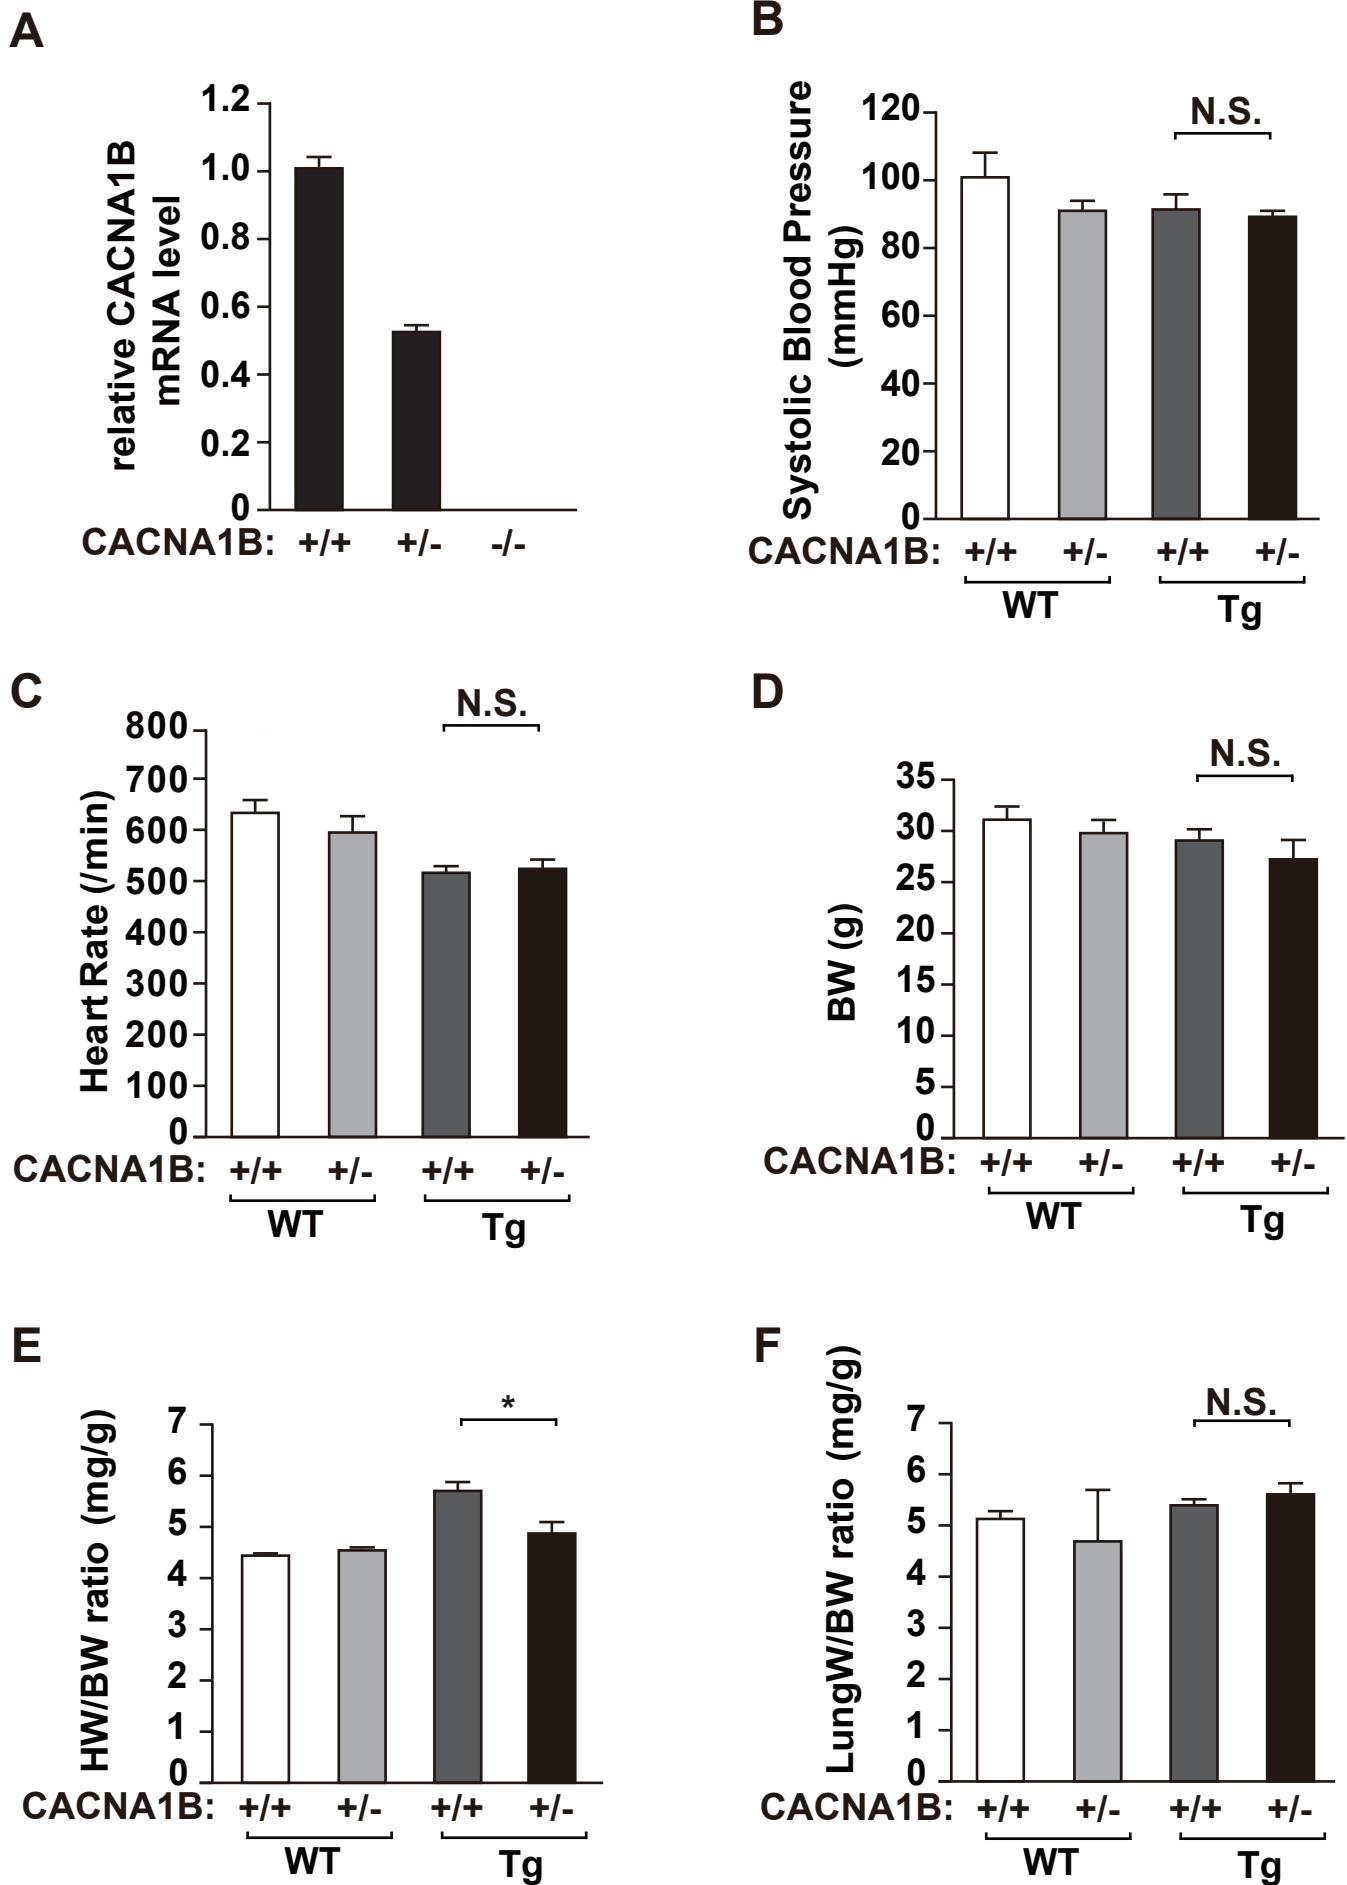 A
relative CACNA1B
mRNA level
1.2
1.0
0.8
0.6
0.4
0.2
0
CACNA1B: +/+ +/- -/-
B
Systolic Blood Pressure
(mmHg)
N.S.
120
100
80
60
40
20
0
CACNA1B: +/+ +/- +/+ +/-
WT Tg
C
Heart Rate (/min)
N.S.
800
700
600
500
400
300
200
100
0
CACNA1B: +/+ +/- +/+ +/-
WT Tg
D
BW (g)
N.S.
35
30
25
20
15
10
5
0
CACNA1B: +/+ +/- +/+ +/-
WT Tg
E
HW/BW ratio (mg/g)
*
7
6
5
4
3
2
1
0
CACNA1B: +/+ +/- +/+ +/-
WT Tg
F
LungW/BW ratio (mg/g)
N.S.
7
6
5
4
3
2
1
0
CACNA1B: +/+ +/- +/+ +/-
WT Tg